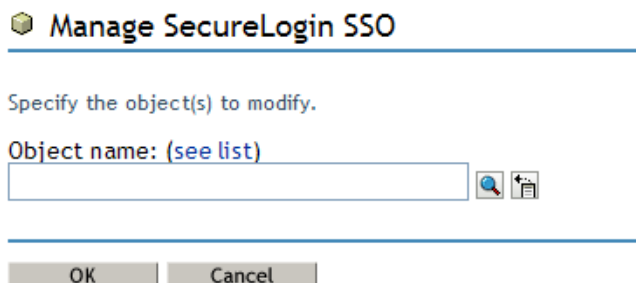 Manage SecureLogin SSO
Specify the object(s) to modify.
Object name: (see list)
OK Cancel